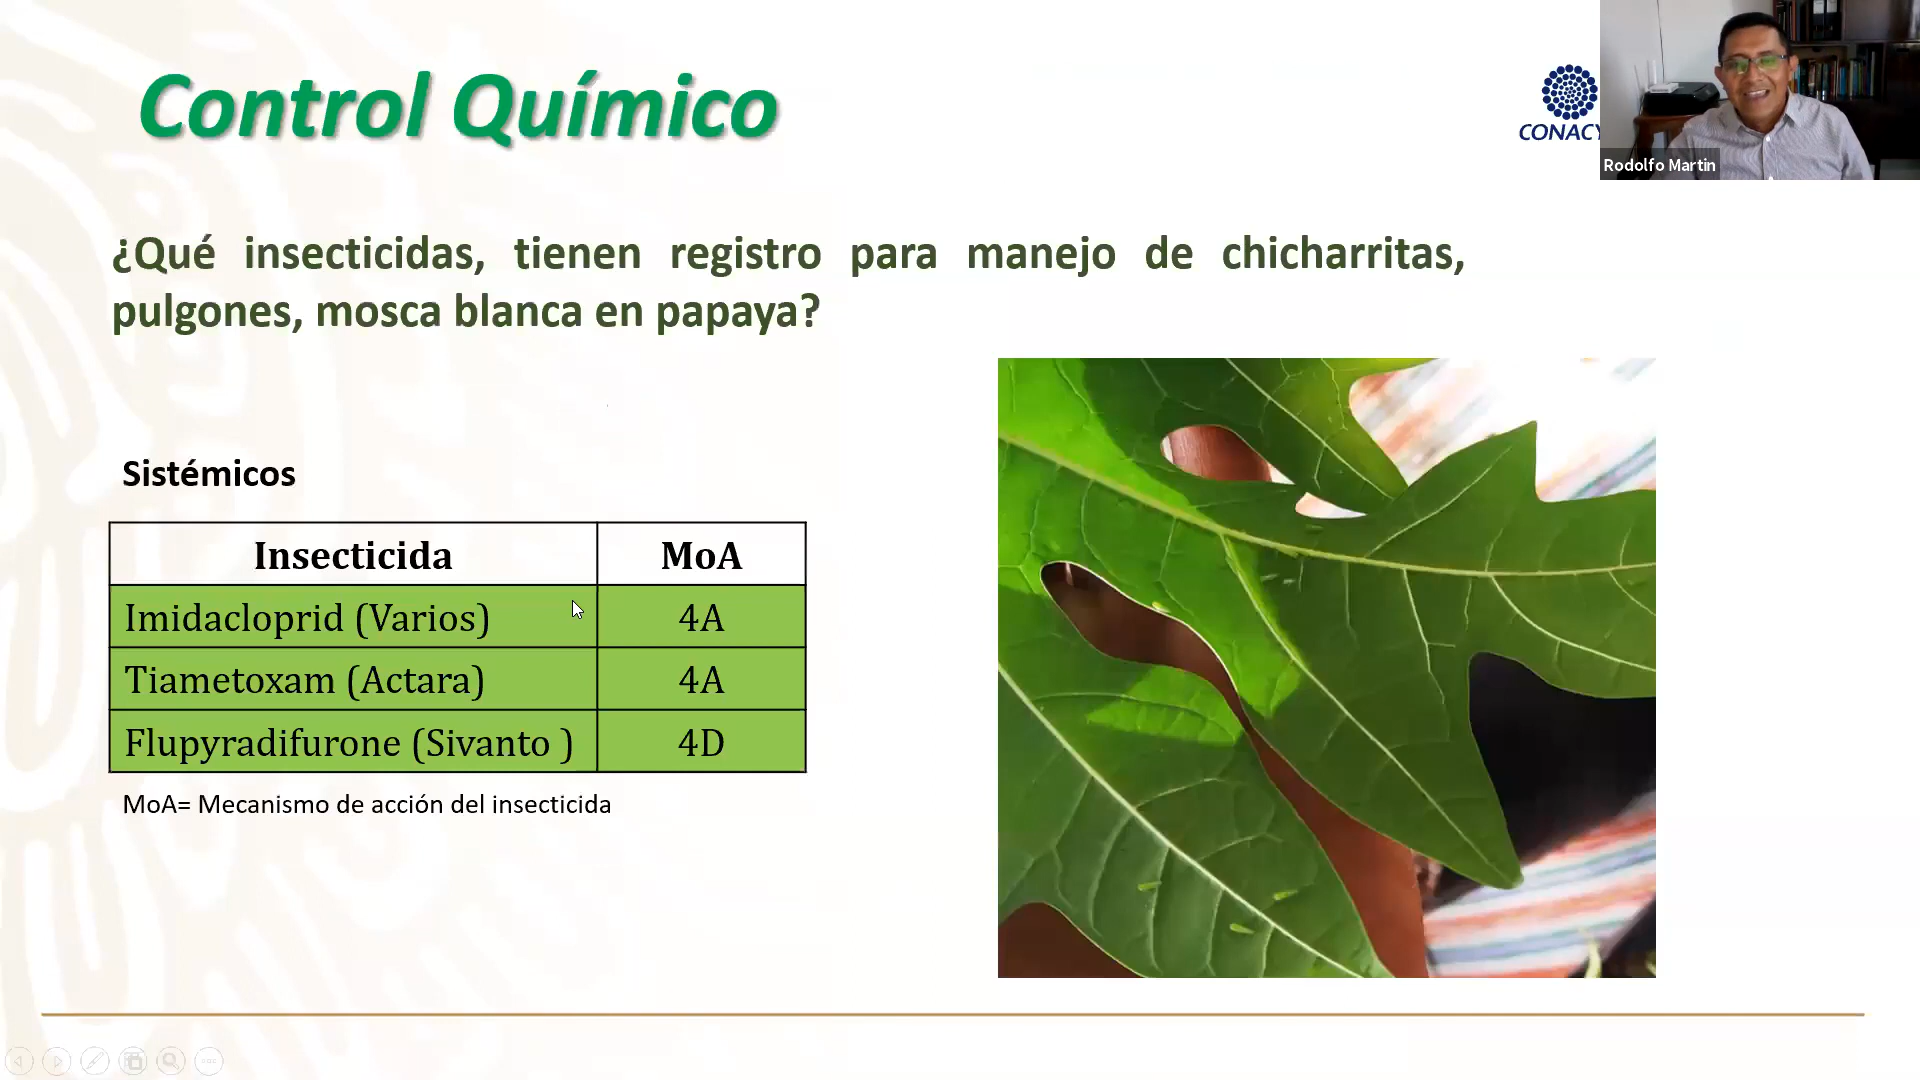 Control Químico
CONACY
Rodolfo Martin
¿Qué insecticidas, tienen registro para manejo de chicharritas,
pulgones, mosca blanca en papaya?
Sistémicos
Insecticida MoA
Imidacloprid (Varios) 4A
Tiametoxam (Actara) 4A
Flupyradifurone (Sivanto ) 4D
MoA= Mecanismo de acción del insecticida